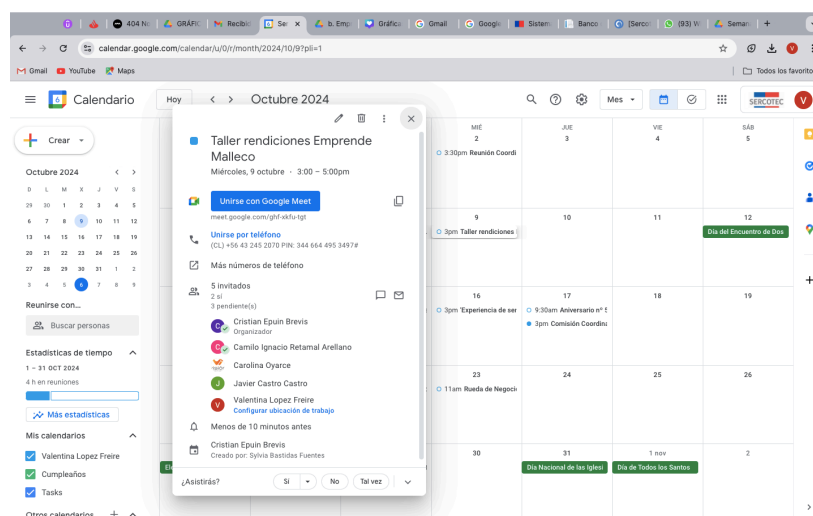 404 No
GRÁFIC
Recibid
Sec
b. Emp
Gráfica
Gmail
Google
Sistem
Banco
(Sercot
(93) W
Seman
calendar.google.com/calendar/u/0/r/month/2024/10/9?pli=1
Gmail
YouTube
Maps
Todos los favorito
Calendario
Hoy
Octubre 2024
Mes
SERCOTEC
V
Crear
Octubre 2024
D L M X J V S
29 30 1 2 3 4 5
6 7 8 9 10 11 12
13 14 15 16 17 18 19
20 21 22 23 24 25 26
27 28 29 30 31 1 2
3 4 5 6 7 8 9
Reunirse con...
Buscar personas
Estadísticas de tiempo
1 – 31 OCT 2024
4 h en reuniones
Más estadísticas
Mis calendarios
Valentina Lopez Freire
Cumpleaños
Tasks
Otros calendarios
Taller rendiciones Emprende
Malleco
Miércoles, 9 octubre · 3:00 – 5:00pm
Unirse con Google Meet
meet.google.com/ghf-xkfu-tgt
Unirse por teléfono
(CL) +56 43 245 2070 PIN: 344 664 495 3497#
Más números de teléfono
5 invitados
2 sí
3 pendiente(s)
Cristian Epuin Brevis
Organizador
Camilo Ignacio Retamal Arellano
Carolina Oyarce
Javier Castro Castro
Valentina Lopez Freire
Configurar ubicación de trabajo
Menos de 10 minutos antes
Cristian Epuin Brevis
Creado por: Sylvia Bastidas Fuentes
¿Asistirás?
Sí
No
Tal vez
MIÉ
2
3:30pm Reunión Coordi
JUE
3
VIE
4
SÁB
5
9
3pm Taller rendiciones
10
11
12
Día del Encuentro de Dos
16
3pm 'Experiencia de ser
17
9:30am Aniversario nº
3pm Comisión Coordina
18
19
23
11am Rueda de Negocio
24
25
26
30
31
Día Nacional de las Iglesi
1 nov
Día de Todos los Santos
2